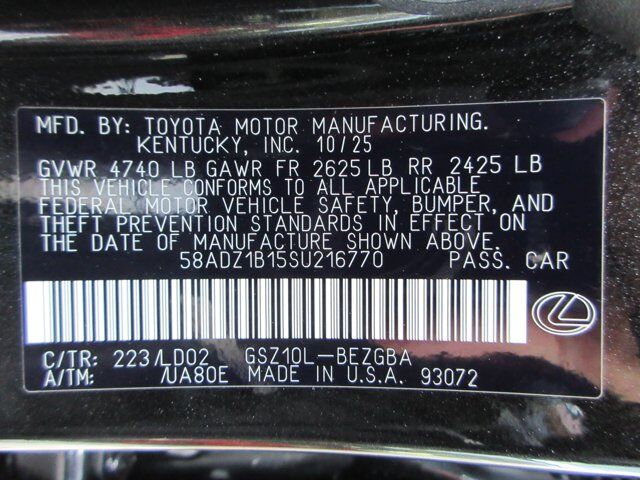 MFD. BY: TOYOTA MOTOR MANUFACTURING.
KENTUCKY, INC. 10/25
GVWR 4740 LB GAWR FR 2625 LB RR 2425 LB
THIS VEHICLE CONFORMS TO ALL APPLICABLE
FEDERAL MOTOR VEHICLE SAFETY, BUMPER, AND
THEFT PREVENTION STANDARDS IN EFFECT ON
THE DATE OF MANUFACTURE SHOWN ABOVE.
58ADZ1B15SU216770 PASS. CAR
C/TR: 223/LD02 GSZ10L-BEZGBA
A/TM: /UA80E MADE IN U.S.A. 93072